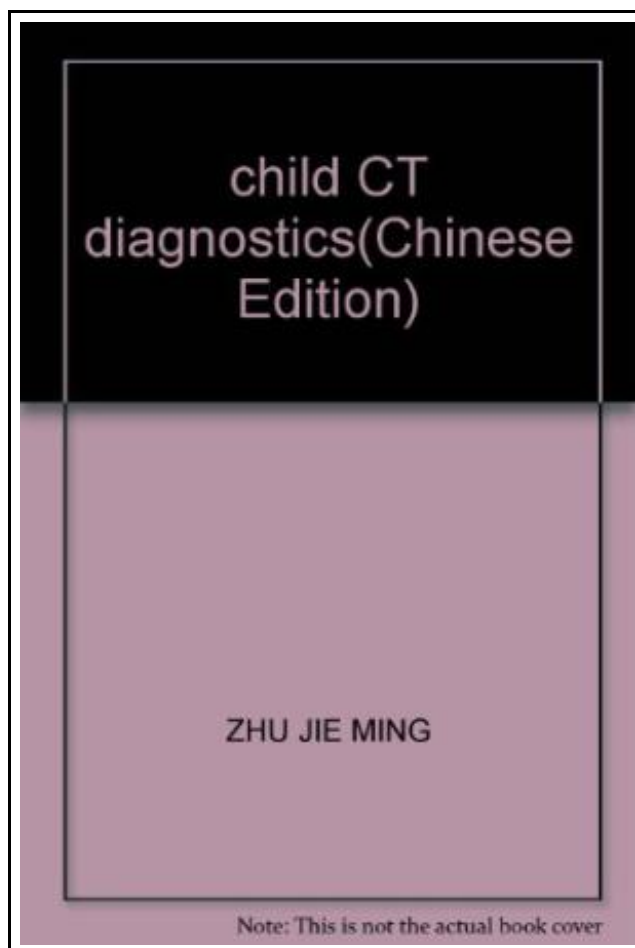 child CT
diagnostics(Chinese
Edition)
ZHU JIE MING
Note: This is not the actual book cover